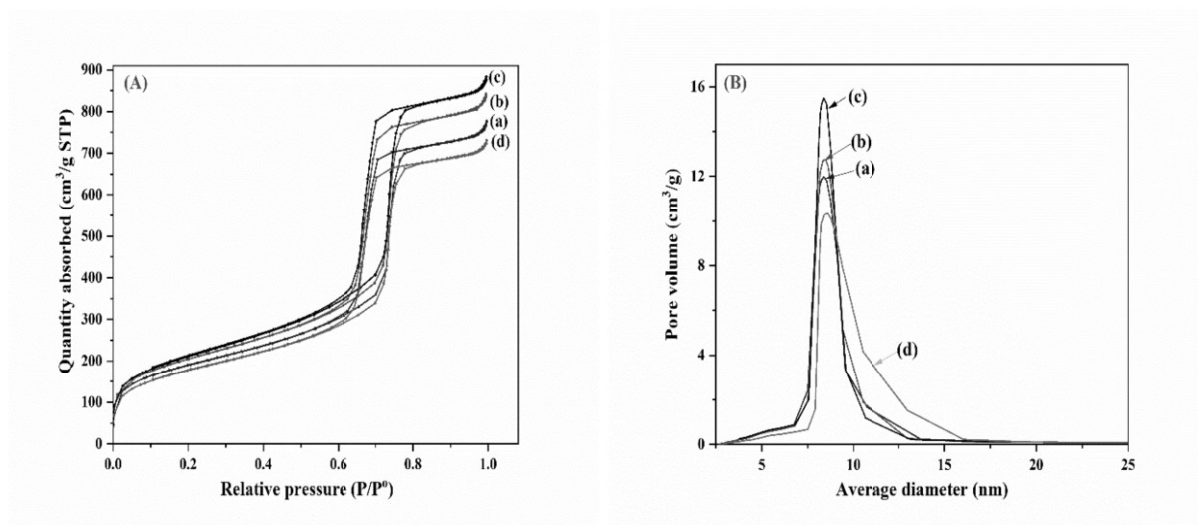 (A)
900
800
700
600
500
400
300
200
100
0
0.0 0.2 0.4 0.6 0.8 1.0
Quantity absorbed (cm³/g STP)
Relative pressure (P/Pº)
(c)
(b)
(a)
(d)
(B)
16
12
8
4
0
5 10 15 20 25
Pore volume (cm³/g)
Average diameter (nm)
(c)
(b)
(a)
(d)